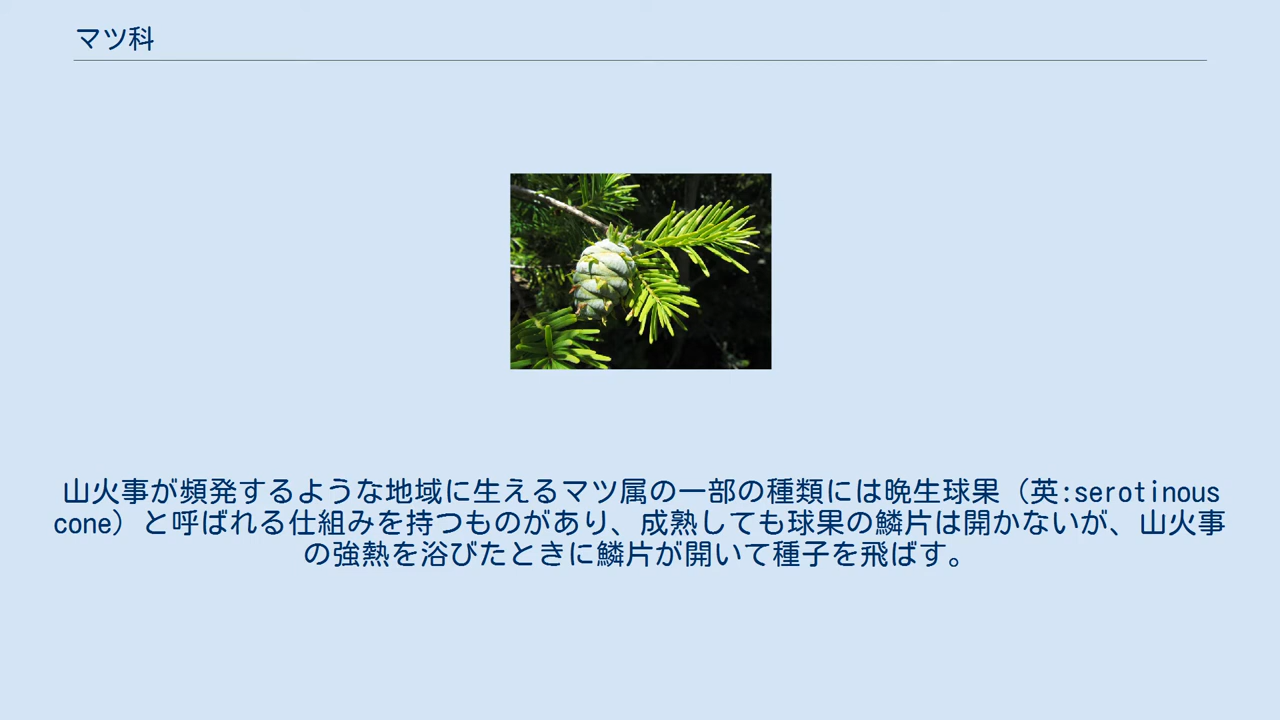 マツ科
山火事が頻発するような地域に生えるマツ属の一部の種類には晩生球果（英:serotinous
cone）と呼ばれる仕組みを持つものがあり、成熟しても球果の鱗片は開かないが、山火事
の強熱を浴びたときに鱗片が開いて種子を飛ばす。